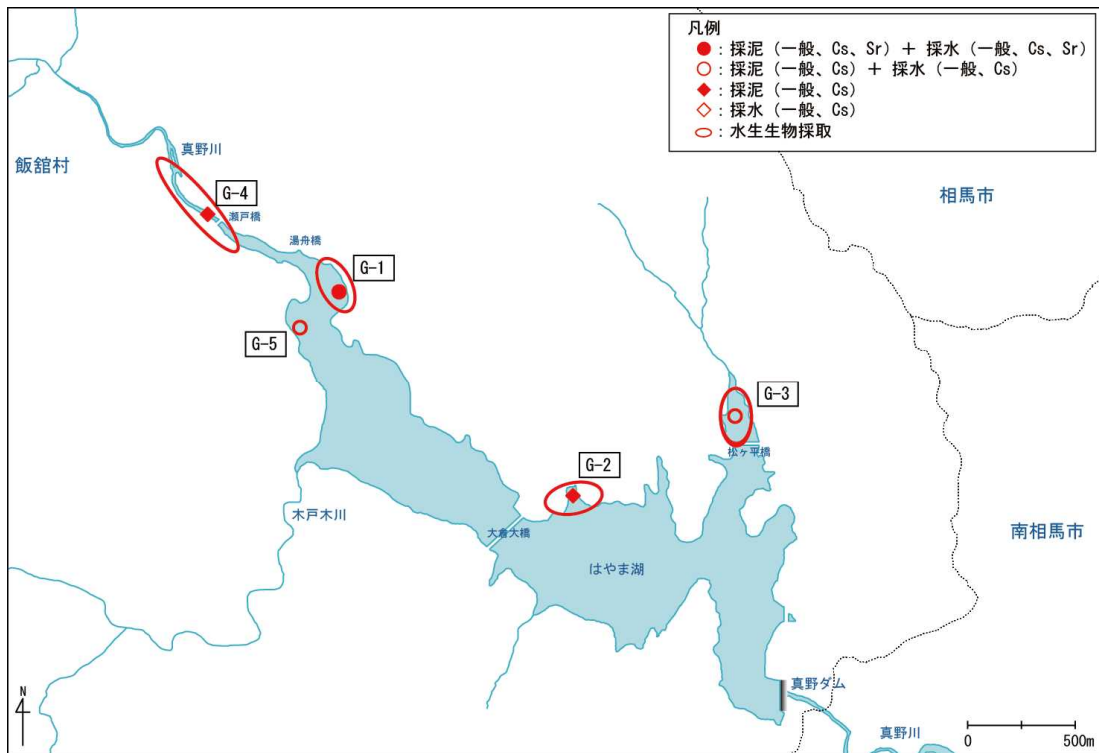 凡例
：採泥（一般、Cs、Sr）＋ 採水（一般、Cs、Sr）
：採泥（一般、Cs）＋ 採水（一般、Cs）
：採泥（一般、Cs）
：採水（一般、Cs）
：水生生物採取
真野川
飯舘村
G-4
瀬戸橋
相馬市
湯舟橋
G-1
G-5
G-3
松ヶ平橋
G-2
木戸木川
大倉大橋
南相馬市
はやま湖
真野ダム
N
真野川
0
500m